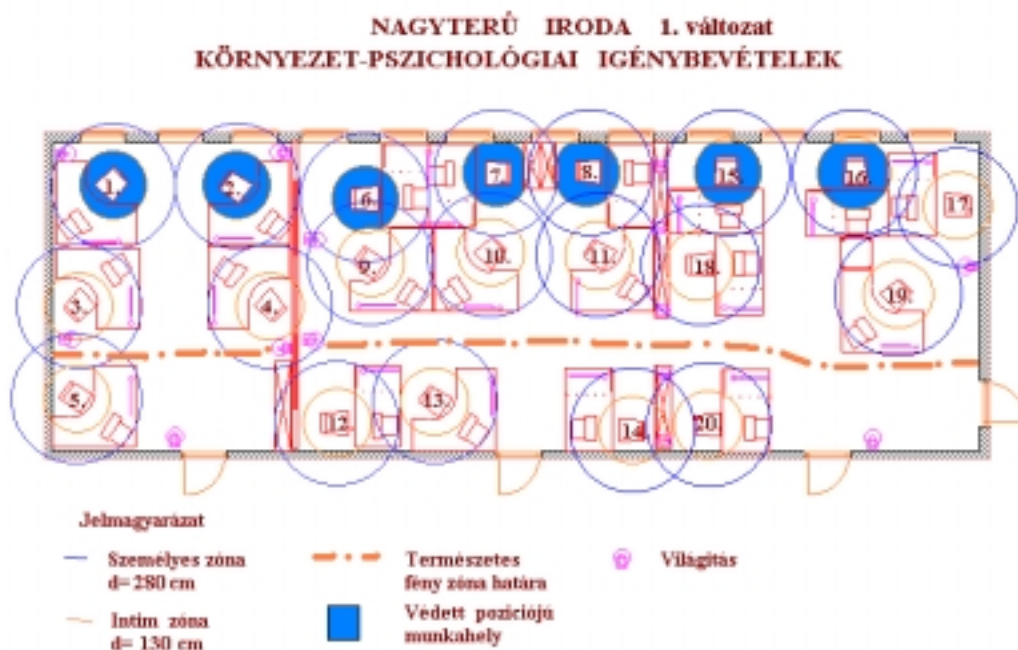 NAGYTERÛ IRODA 1. változat
KÖRNYEZET-PSZICHOLÓGIAI IGÉNYBEVÉTELEK
1.
2.
6.
7.
8.
15.
16.
17.
3.
4.
9.
10.
11.
18.
19.
5.
12.
13.
14.
20.
Jelmagyarázat
Személyes zóna
d= 280 cm
Intim zóna
d= 130 cm
Természetes
fény zóna határa
Védett poziciójú
munkahely
Világítás